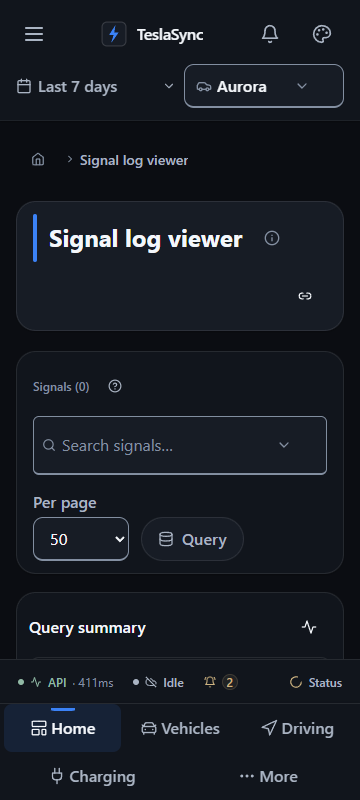 TeslaSync
Last 7 days
Aurora
Signal log viewer
Signal log viewer
Signals (0)
Search signals...
Per page
50
Query
Query summary
API · 411ms
Idle
2
Status
Home
Vehicles
Driving
Charging
More